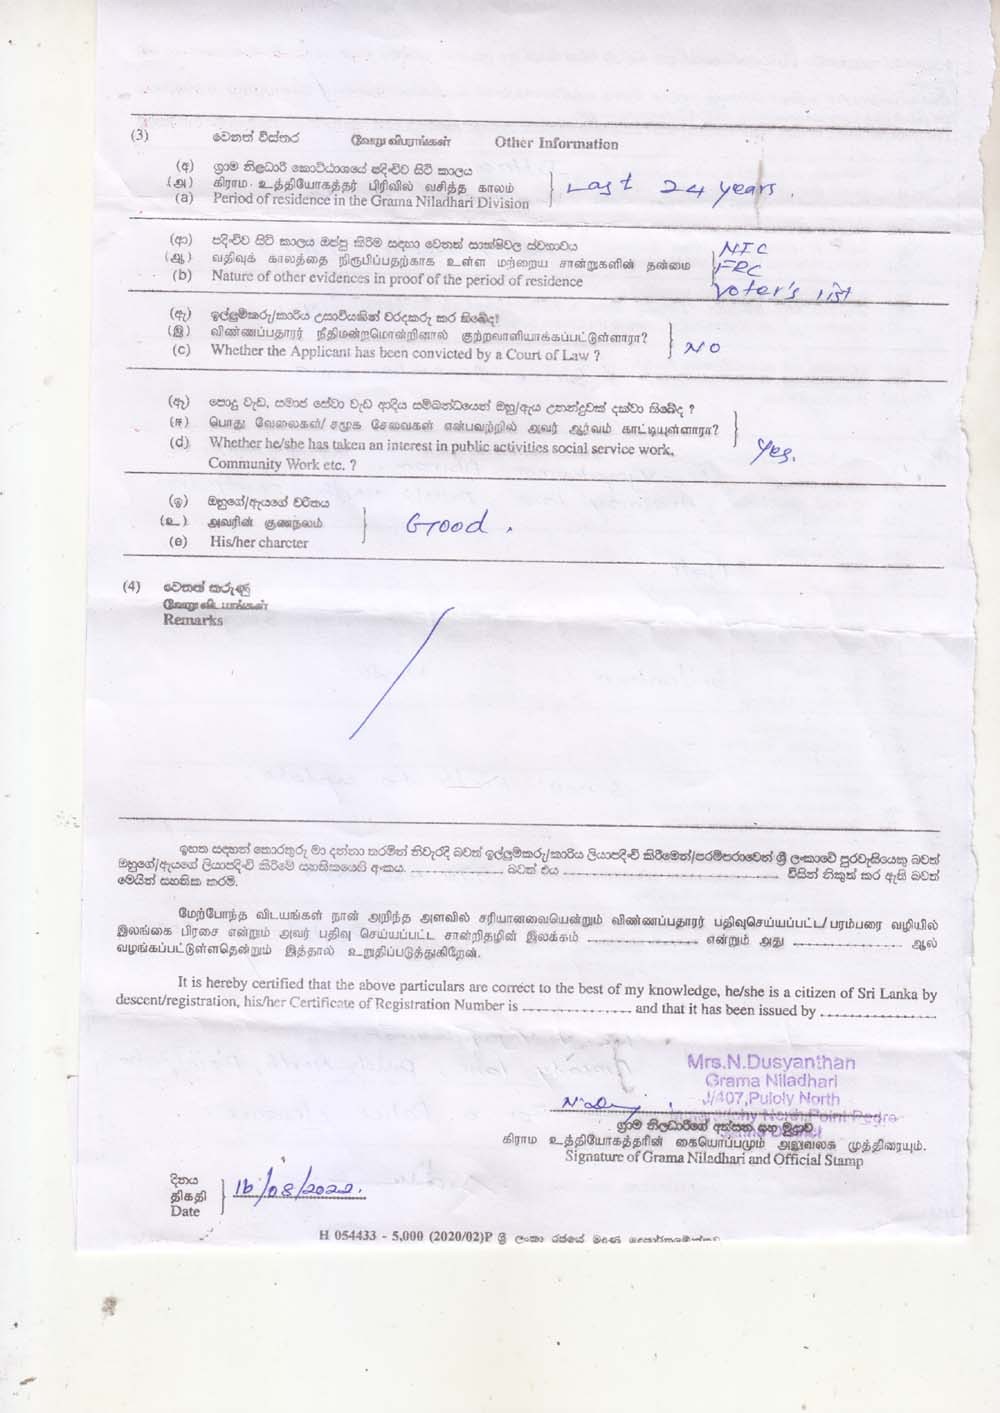 (3) වෙනත් විස්තර வேறு விபரங்கள் Other Information
(අ) ග්‍රාම නිළධාරී කොට්ඨාශයේ පදිංචිව සිටි කාලය
(அ) கிராம உத்தியோகத்தர் பிரிவில் வசித்த காலம்
(a) Period of residence in the Grama Niladhari Division
Last 24 years.
(ආ) පදිංචිව සිටි කාලය ඔප්පු කිරීම සඳහා වෙනත් සාක්ෂිවල ස්වභාවය
(ஆ) வதிவுக் காலத்தை நிரூபிப்பதற்காக உள்ள மற்றைய சான்றுகளின் தன்மை
(b) Nature of other evidences in proof of the period of residence
NIC
FRC
Voter's list
(ඇ) ඉල්ලුම්කරු/කාරිය උසාවියකින් වරදකරු කර තිබේද?
(இ) விண்ணப்பதாரர் நீதிமன்றமொன்றினால் குற்றவாளியாக்கப்பட்டுள்ளாரா?
(c) Whether the Applicant has been convicted by a Court of Law ?
NO
(ඈ) පොදු වැඩ, සමාජ සේවා වැඩ ආදිය සම්බන්ධයෙන් ඔහු/ඇය උනන්දුවක් දක්වා තිබේද ?
(ஈ) பொது வேலைகள்/ சமூக சேவைகள் என்பவற்றில் அவர் ஆர்வம் காட்டியுள்ளாரா?
(d) Whether he/she has taken an interest in public activities social service work,
Community Work etc. ?
Yes.
(ඉ) ඔහුගේ/ඇයගේ චරිතය
(உ) அவரின் குணநலம்
(e) His/her charcter
Good.
(4) වෙනත් කරුණු
வேறு விடயங்கள்
Remarks
ඉහත සඳහන් තොරතුරු මා දන්නා තරමින් නිවැරදි බවත් ඉල්ලුම්කරු/කාරිය ලියාපදිංචි කිරීමෙන්/පරම්පරාවෙන් ශ්‍රී ලංකාවේ පුරවැසියෙකු බවත්
ඔහුගේ/ඇයගේ ලියාපදිංචි කිරීමේ සහතිකයෙහි අංකය ........................ බවත් එය ........................ විසින් නිකුත් කර ඇති බවත්
මෙයින් සහතික කරමි.
மேற்போந்த விடயங்கள் நான் அறிந்த அளவில் சரியானவையென்றும் விண்ணப்பதாரர் பதிவுசெய்யப்பட்ட/பரம்பரை வழியில்
இலங்கை பிரசை என்றும் அவர் பதிவு செய்யப்பட்ட சான்றிதழின் இலக்கம் ........................ என்றும் அது ........................ ஆல்
வழங்கப்பட்டுள்ளதென்றும் இத்தால் உறுதிப்படுத்துகிறேன்.
It is hereby certified that the above particulars are correct to the best of my knowledge, he/she is a citizen of Sri Lanka by
descent/registration, his/her Certificate of Registration Number is ........................ and that it has been issued by ........................
Mrs.N.Dusyanthan
Grama Niladhari
J/407,Puloly North
North,Point Pedro
ග්‍රාම නිලධාරීගේ අත්සන සහ මුද්‍රාව
கிராம உத்தியோகத்தரின் கையொப்பமும் அலுவலக முத்திரையும்.
Signature of Grama Niladhari and Official Stamp
දිනය
திகதி
Date
16/08/2022.
H 054433 - 5,000 (2020/02)P ශ්‍රී ලංකා රජයේ